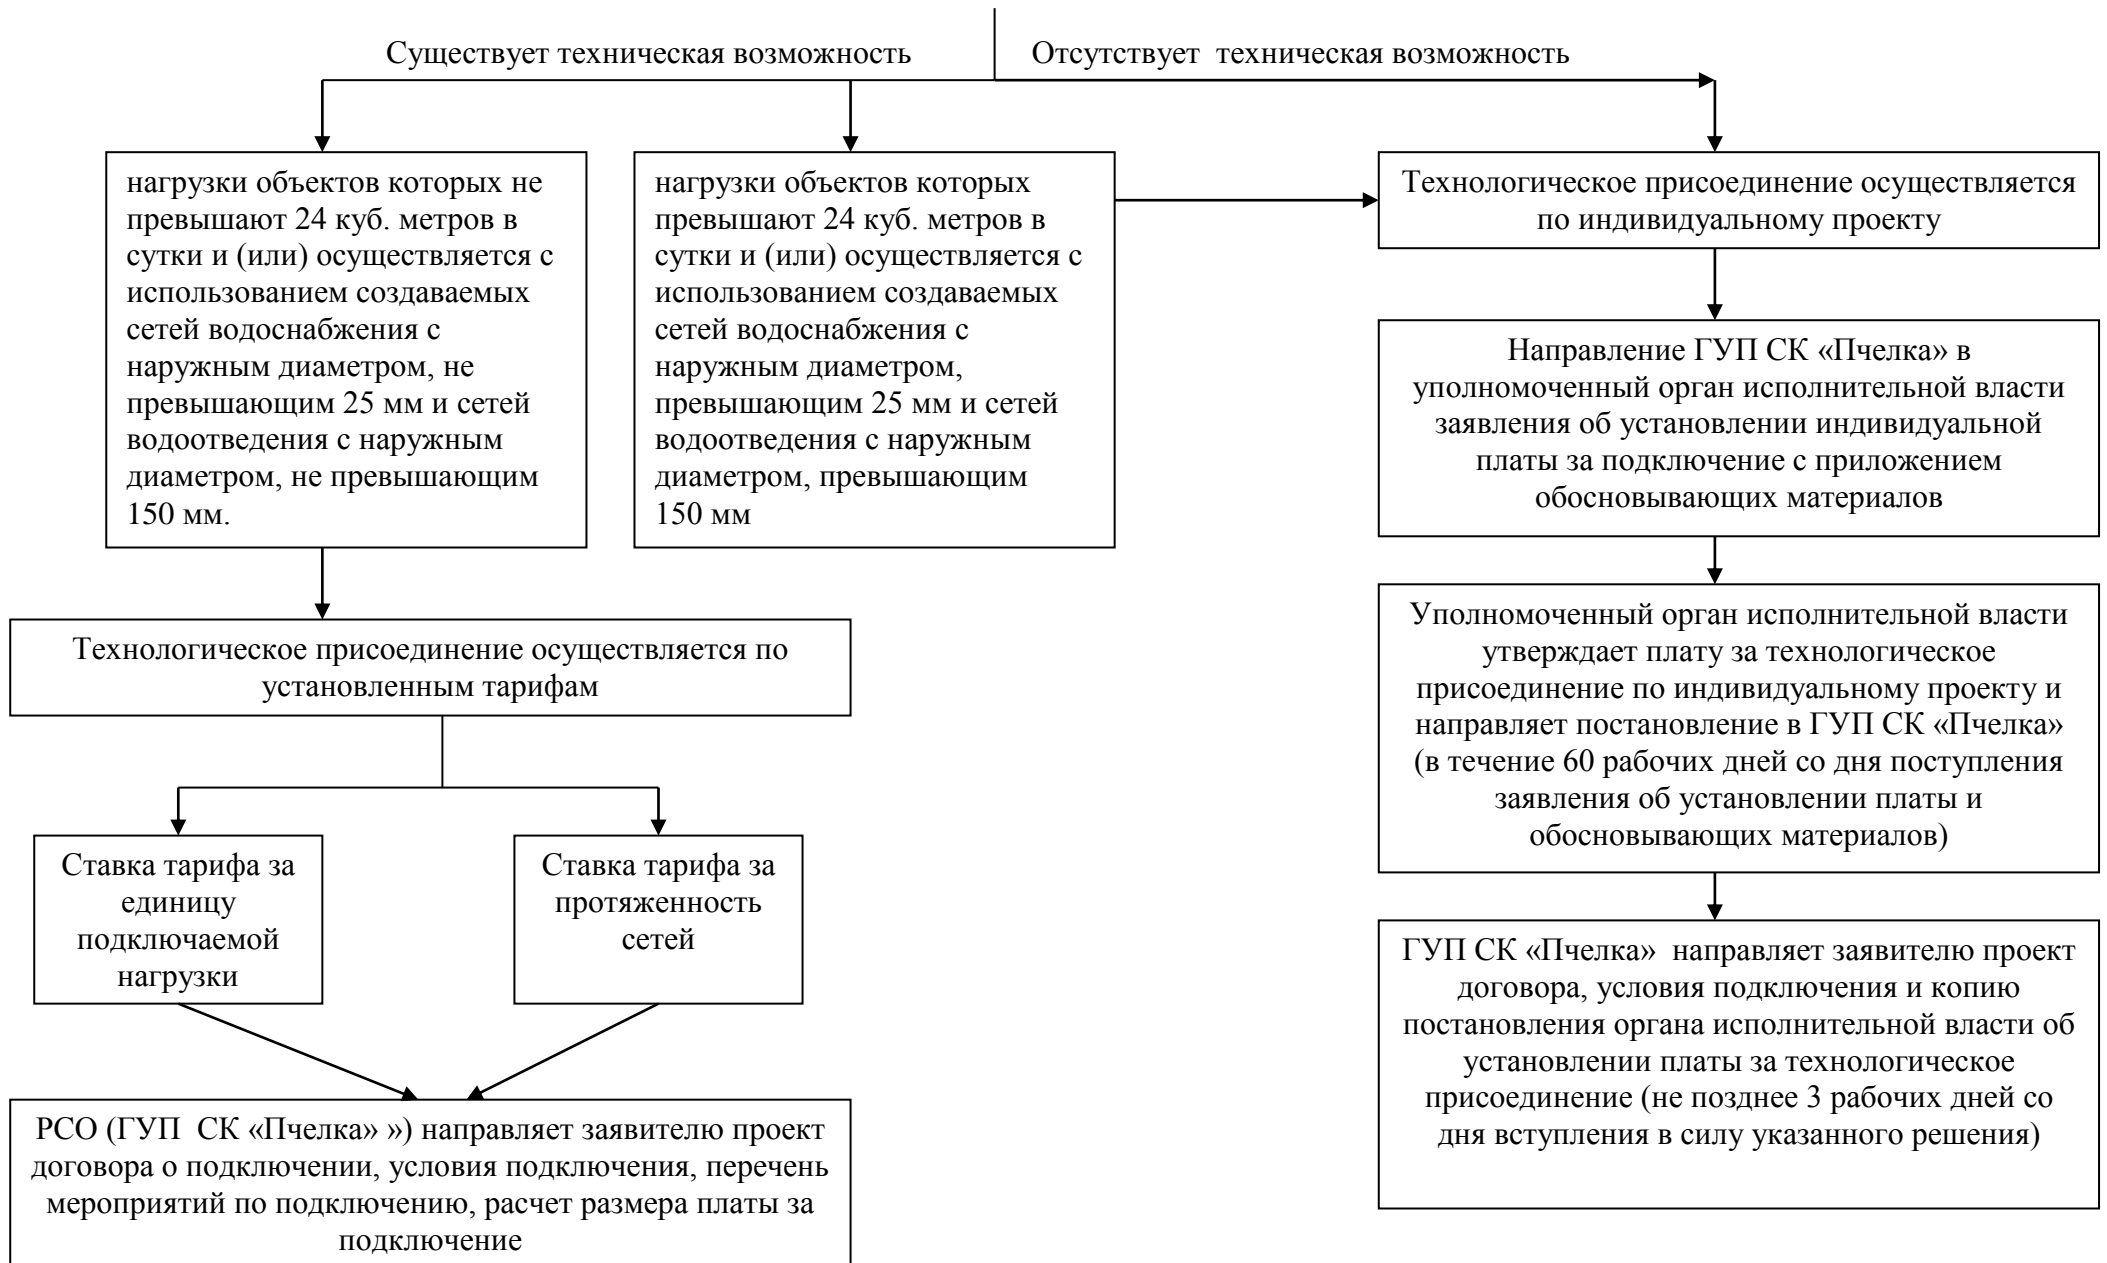 Существует техническая возможность
Отсутствует техническая возможность
нагрузки объектов которых не
превышают 24 куб. метров в
сутки и (или) осуществляется с
использованием создаваемых
сетей водоснабжения с
наружным диаметром, не
превышающим 25 мм и сетей
водоотведения с наружным
диаметром, не превышающим
150 мм.
нагрузки объектов которых
превышают 24 куб. метров в
сутки и (или) осуществляется с
использованием создаваемых
сетей водоснабжения с
наружным диаметром,
превышающим 25 мм и сетей
водоотведения с наружным
диаметром, превышающим
150 мм
Технологическое присоединение осуществляется
по индивидуальному проекту
Направление ГУП СК «Пчелка» в
уполномоченный орган исполнительной власти
заявления об установлении индивидуальной
платы за подключение с приложением
обосновывающих материалов
Уполномоченный орган исполнительной власти
утверждает плату за технологическое
присоединение по индивидуальному проекту и
направляет постановление в ГУП СК «Пчелка»
(в течение 60 рабочих дней со дня поступления
заявления об установлении платы и
обосновывающих материалов)
ГУП СК «Пчелка» направляет заявителю проект
договора, условия подключения и копию
постановления органа исполнительной власти об
установлении платы за технологическое
присоединение (не позднее 3 рабочих дней со
дня вступления в силу указанного решения)
Технологическое присоединение осуществляется по
установленным тарифам
Ставка тарифа за
единицу
подключаемой
нагрузки
Ставка тарифа за
протяженность
сетей
РСО (ГУП СК «Пчелка» ») направляет заявителю проект
договора о подключении, условия подключения, перечень
мероприятий по подключению, расчет размера платы за
подключение